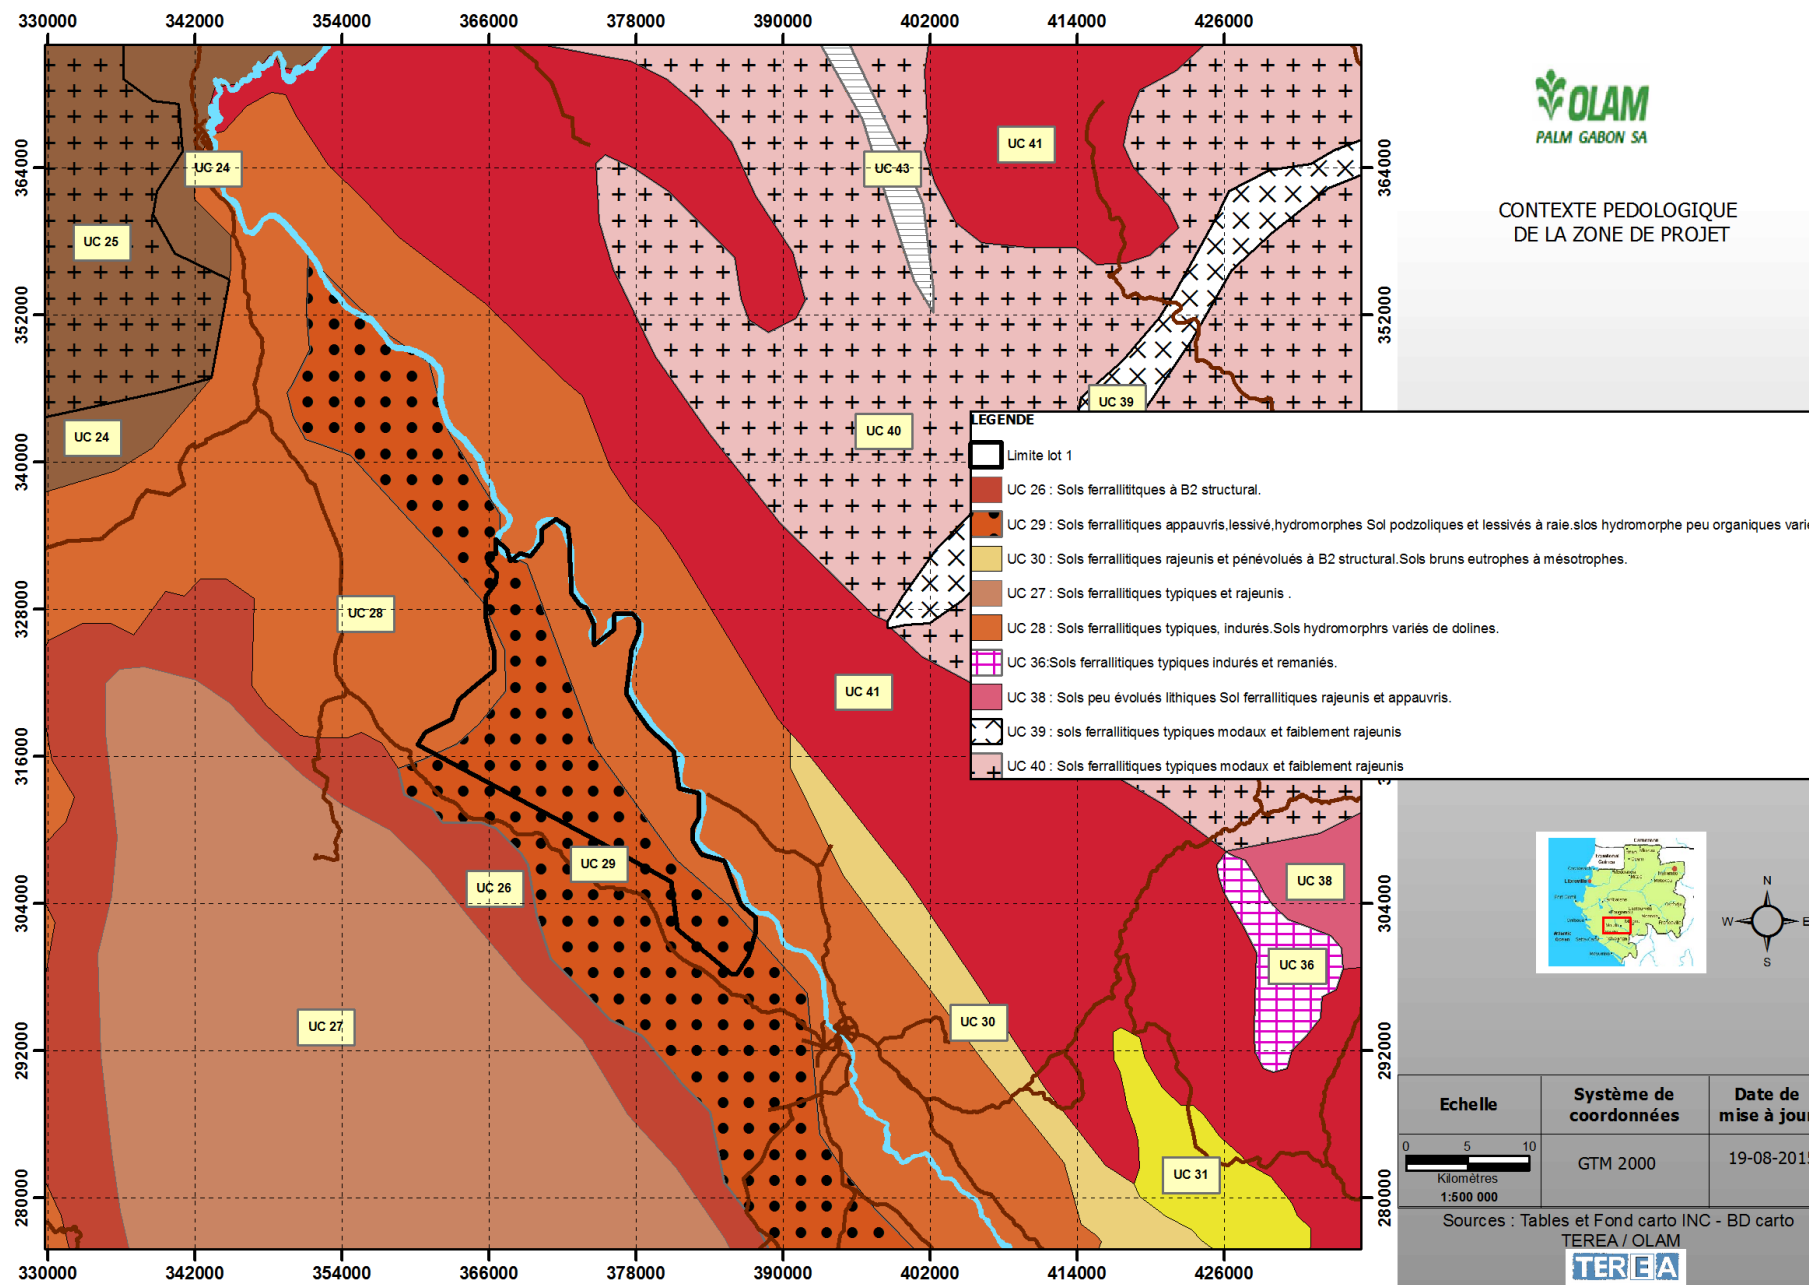 330000 342000 354000 366000 378000 390000 402000 414000 426000
OLAM
PALM GABON SA
CONTEXTE PEDOLOGIQUE
DE LA ZONE DE PROJET
364000
352000
340000
328000
316000
304000
292000
280000
364000
352000
304000
292000
280000
UC 24
UC 43
UC 41
UC 25
UC 39
UC 24
UC 40
UC 28
UC 41
UC 29
UC 26
UC 38
UC 36
UC 27
UC 30
UC 31
LEGENDE
Limite lot 1
UC 26 : Sols ferrallititques à B2 structural.
UC 29 : Sols ferrallitiques appauvris,lessivé,hydromorphes Sol podzoliques et lessivés à raie.slos hydromorphe peu organiques varié
UC 30 : Sols ferrallitiques rajeunis et pénévolués à B2 structural.Sols bruns eutrophes à mésotrophes.
UC 27 : Sols ferrallitiques typiques et rajeunis .
UC 28 : Sols ferrallitiques typiques, indurés.Sols hydromorphrs variés de dolines.
UC 36:Sols ferrallitiques typiques indurés et remaniés.
UC 38 : Sols peu évolués lithiques Sol ferrallitiques rajeunis et appauvris.
UC 39 : sols ferrallitiques typiques modaux et faiblement rajeunis
UC 40 : Sols ferrallitiques typiques modaux et faiblement rajeunis
N
W E
S
Echelle
Système de
coordonnées
Date de
mise à jour
0 5 10
Kilomètres
1:500 000
GTM 2000
19-08-2015
Sources : Tables et Fond carto INC - BD carto
TEREA / OLAM
TEREA
330000 342000 354000 366000 378000 390000 402000 414000 426000